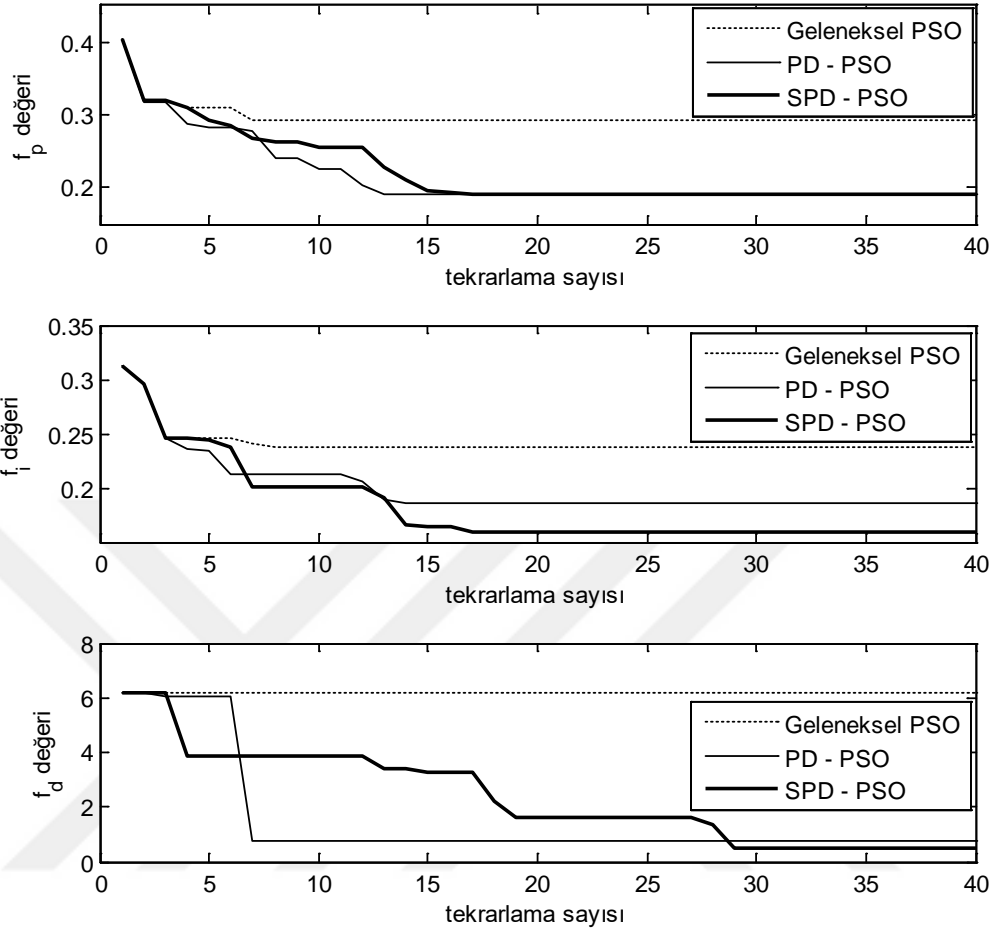 0.4
0.3
0.2
f_p değeri
Geleneksel PSO
PD - PSO
SPD - PSO
0 5 10 15 20 25 30 35 40
tekrarlama sayısı
0.35
0.3
0.25
0.2
f_i değeri
Geleneksel PSO
PD - PSO
SPD - PSO
0 5 10 15 20 25 30 35 40
tekrarlama sayısı
8
6
4
2
0
f_d değeri
Geleneksel PSO
PD - PSO
SPD - PSO
0 5 10 15 20 25 30 35 40
tekrarlama sayısı